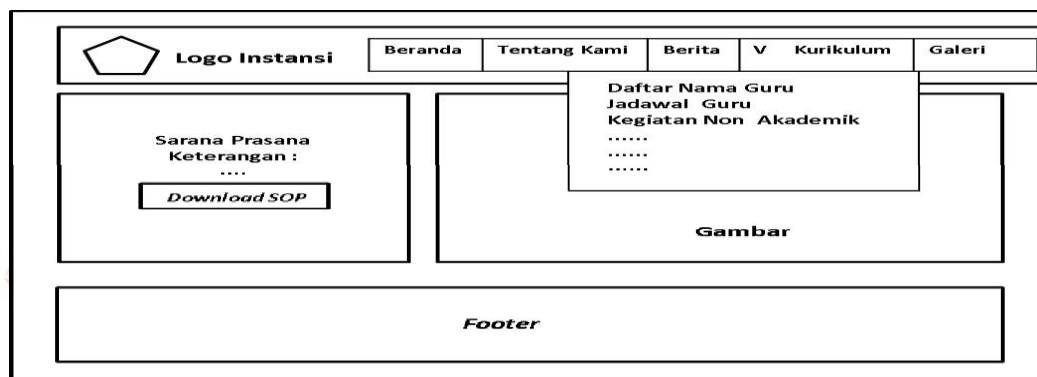 Logo Instansi
Beranda
Tentang Kami
Berita
V Kurikulum
Galeri
Daftar Nama Guru
Jadawal Guru
Kegiatan Non Akademik
......
......
......
Sarana Prasana
Keterangan :
....
Download SOP
Gambar
Footer